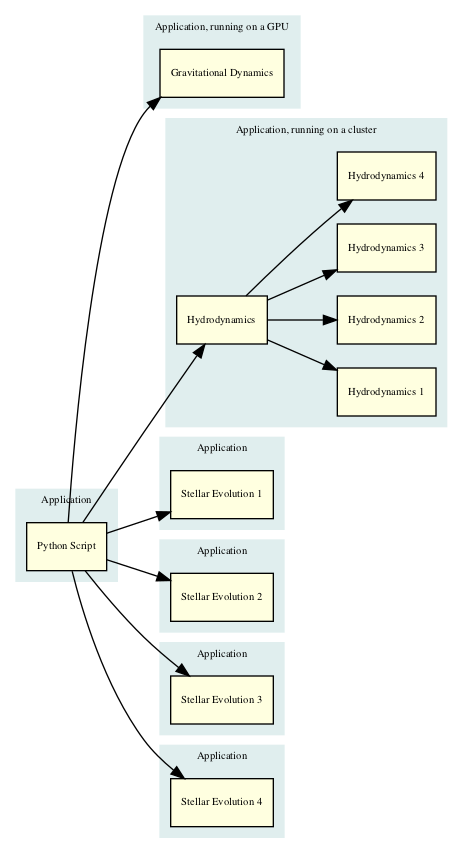 Application, running on a GPU
Gravitational Dynamics
Application, running on a cluster
Hydrodynamics 4
Hydrodynamics 3
Hydrodynamics
Hydrodynamics 2
Hydrodynamics 1
Application
Stellar Evolution 1
Application
Python Script
Application
Stellar Evolution 2
Application
Stellar Evolution 3
Application
Stellar Evolution 4